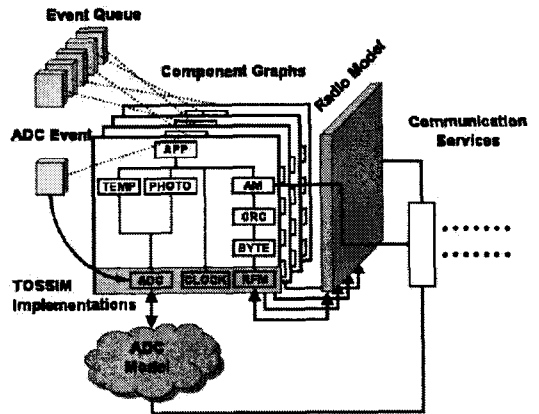 Event Queue
Component Graphs
Radio Model
Communication
Services
ADC Event
APP
TEMP PHOTO AM
CRC
BYTE
ADC CLOCK RFM
TOSSIM
Implementations
ADC
Model